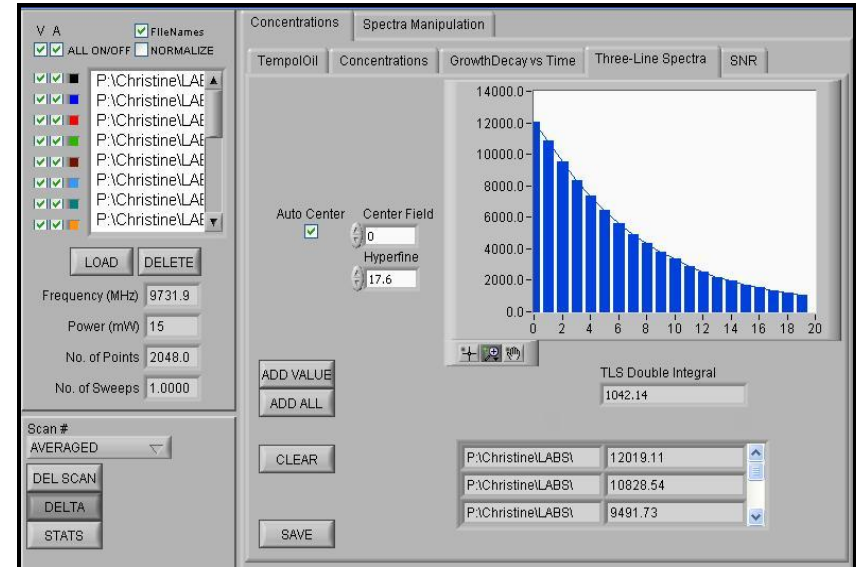 V A FIleNames
ALL ON/OFF NORMALIZE
P:\Christine\LAE
P:\Christine\LAE
P:\Christine\LAE
P:\Christine\LAE
P:\Christine\LAE
P:\Christine\LAE
P:\Christine\LAE
P:\Christine\LAE
LOAD DELETE
Frequency (MHz) 9731.9
Power (mW) 15
No. of Points 2048.0
No. of Sweeps 1.0000
Scan #
AVERAGED
DEL SCAN
DELTA
STATS
Concentrations Spectra Manipulation
TempolOil Concentrations GrowthDecay vs Time Three-Line Spectra SNR
14000.0
12000.0
10000.0
8000.0
6000.0
4000.0
2000.0
0.0
0 2 4 6 8 10 12 14 16 18 20
Auto Center Center Field
0
Hyperfine
17.6
ADD VALUE
ADD ALL
CLEAR
SAVE
TLS Double Integral
1042.14
P:\Christine\LABS\ 12019.11
P:\Christine\LABS\ 10828.54
P:\Christine\LABS\ 9491.73